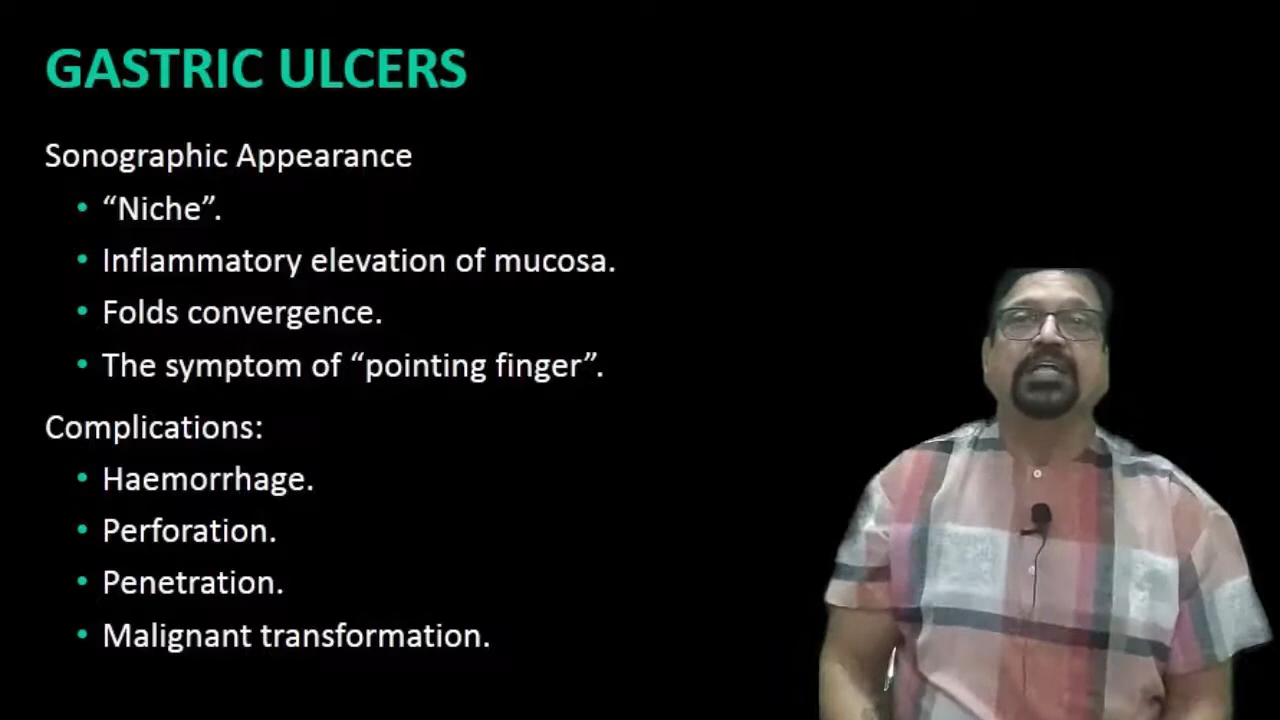 GASTRIC ULCERS
Sonographic Appearance
• “Niche”.
• Inflammatory elevation of mucosa.
• Folds convergence.
• The symptom of “pointing finger”.
Complications:
• Haemorrhage.
• Perforation.
• Penetration.
• Malignant transformation.